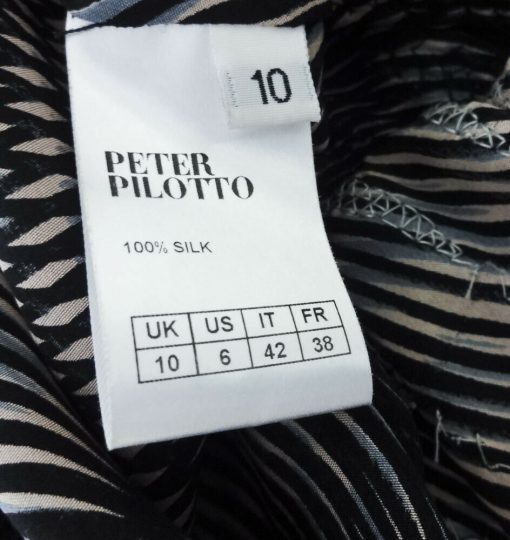 10
PETER
PILOTTO
100% SILK
UK US IT FR
10 6 42 38